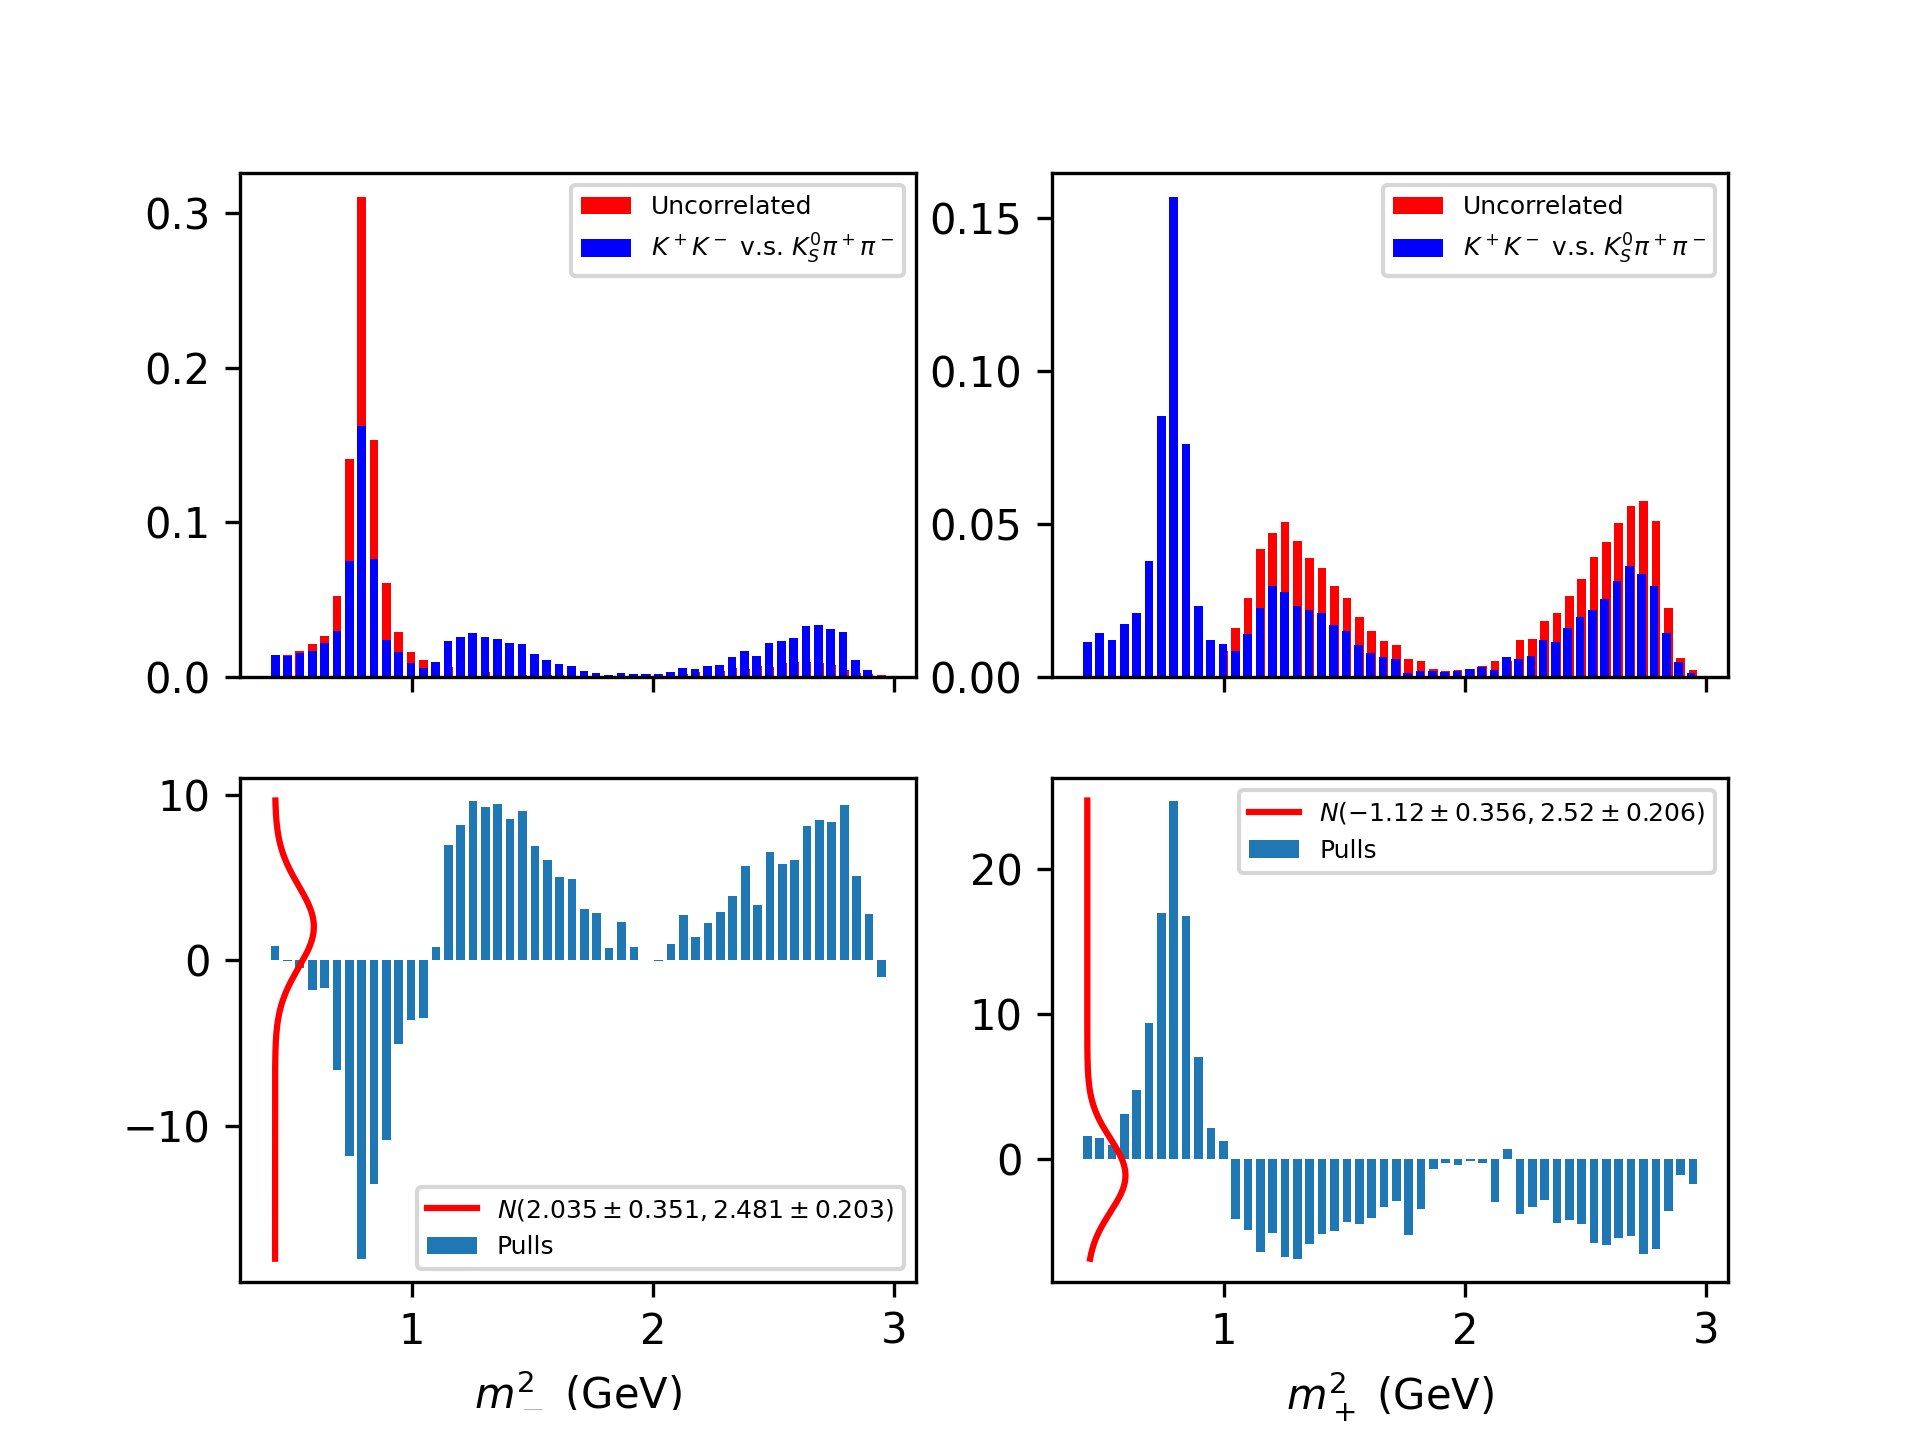 0.3
0.2
0.1
0.0
Uncorrelated
K⁺K⁻ v.s. K⁰_S π⁺π⁻
0.15
0.10
0.05
0.00
Uncorrelated
K⁺K⁻ v.s. K⁰_S π⁺π⁻
10
0
−10
N(2.035 ± 0.351, 2.481 ± 0.203)
Pulls
1 2 3
m²₋ (GeV)
20
10
0
N(−1.12 ± 0.356, 2.52 ± 0.206)
Pulls
1 2 3
m²₊ (GeV)